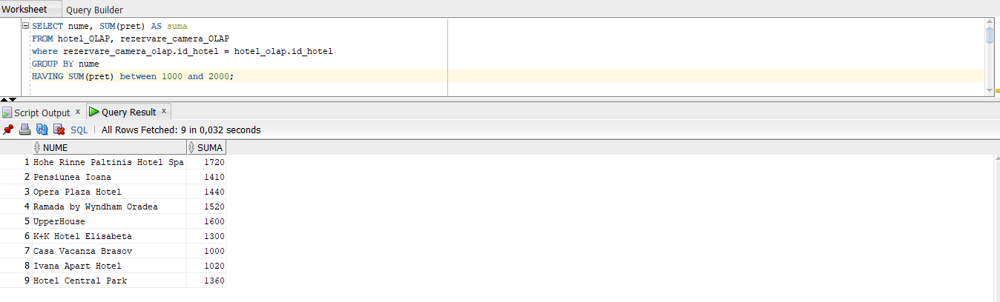 Worksheet Query Builder
SELECT nume, SUM(pret) AS suma
FROM hotel_OLAP, rezervare_camera_OLAP
where rezervare_camera_olap.id_hotel = hotel_olap.id_hotel
GROUP BY nume
HAVING SUM(pret) between 1000 and 2000;
Script Output x Query Result x
SQL All Rows Fetched: 9 in 0,032 seconds
NUME SUMA
1 Hohe Rinne Paltinis Hotel Spa 1720
2 Pensiunea Ioana 1410
3 Opera Plaza Hotel 1440
4 Ramada by Wyndham Oradea 1520
5 UpperHouse 1600
6 K+K Hotel Elisabeta 1300
7 Casa Vacanza Brasov 1000
8 Ivana Apart Hotel 1020
9 Hotel Central Park 1360